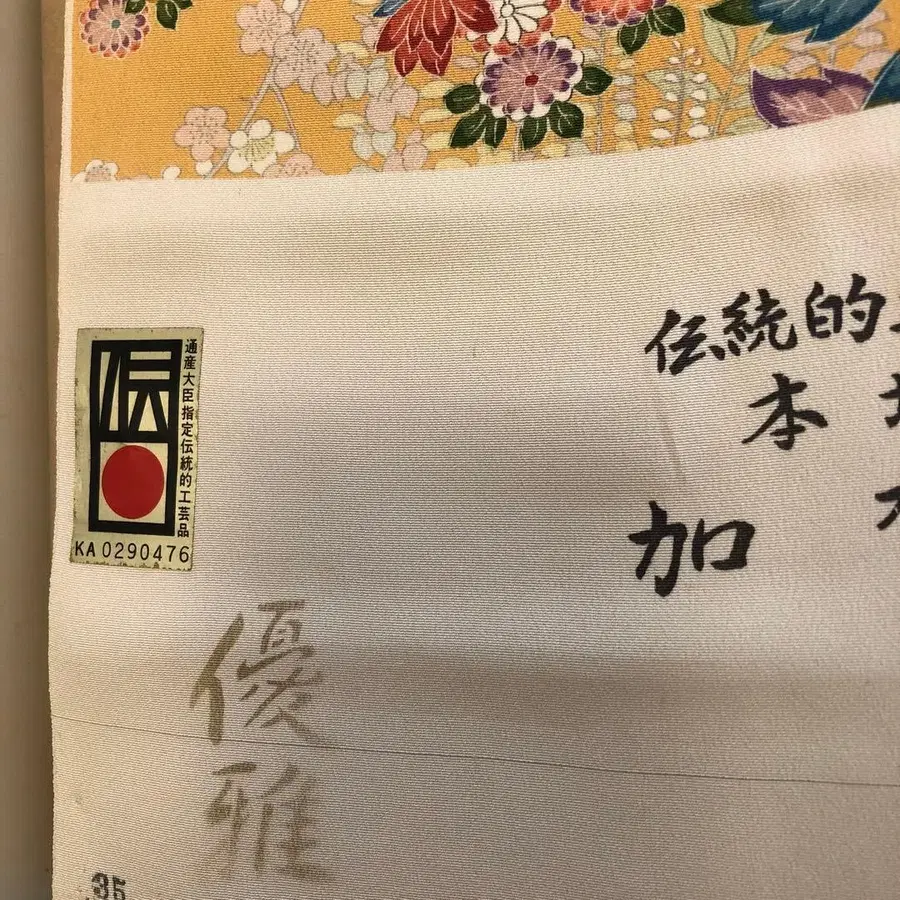 伝統的
本
加
伝
通産大臣指定伝統的工芸品
KA 0290476
優雅
35